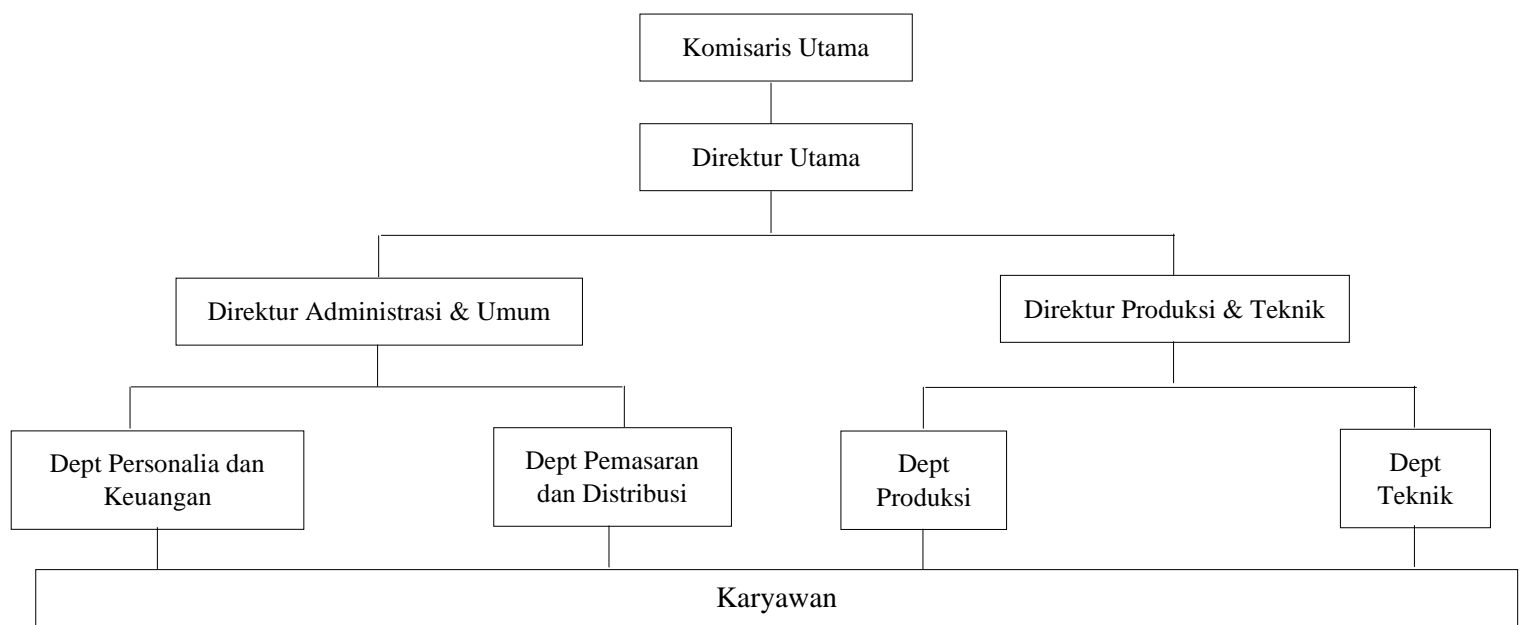 Komisaris Utama
Direktur Utama
Direktur Administrasi & Umum
Direktur Produksi & Teknik
Dept Personalia dan
Keuangan
Dept Pemasaran
dan Distribusi
Dept
Produksi
Dept
Teknik
Karyawan